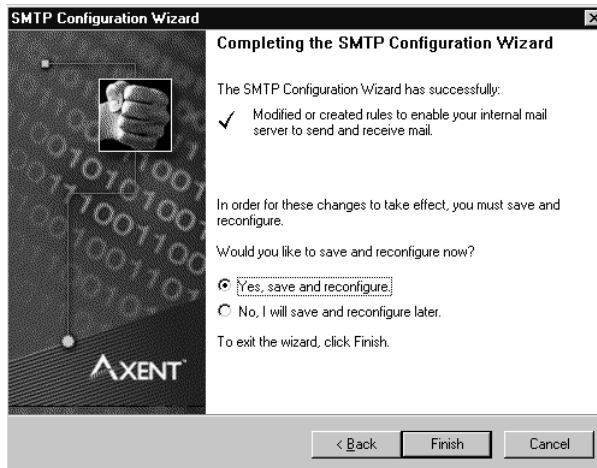 SMTP Configuration Wizard
Completing the SMTP Configuration Wizard
The SMTP Configuration Wizard has successfully:
Modified or created rules to enable your internal mail
server to send and receive mail.
In order for these changes to take effect, you must save and
reconfigure.
Would you like to save and reconfigure now?
Yes, save and reconfigure.
No, I will save and reconfigure later.
To exit the wizard, click Finish.
AXENT
< Back
Finish
Cancel